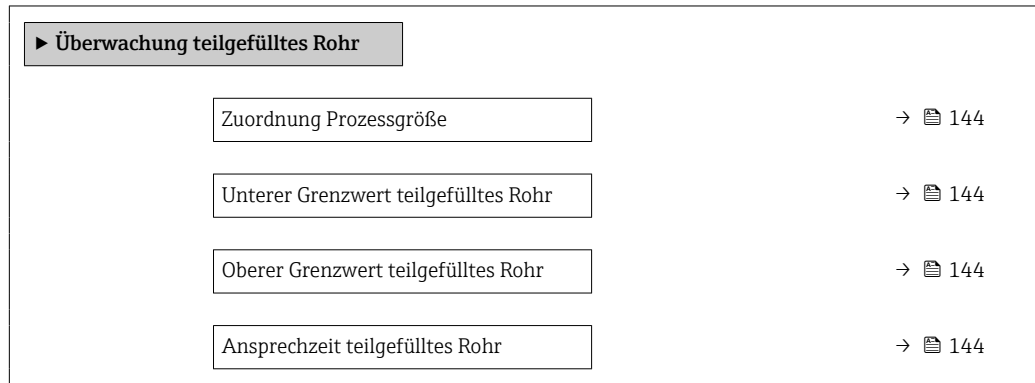 ▶ Überwachung teilgefülltes Rohr
Zuordnung Prozessgröße → 144
Unterer Grenzwert teilgefülltes Rohr → 144
Oberer Grenzwert teilgefülltes Rohr → 144
Ansprechzeit teilgefülltes Rohr → 144